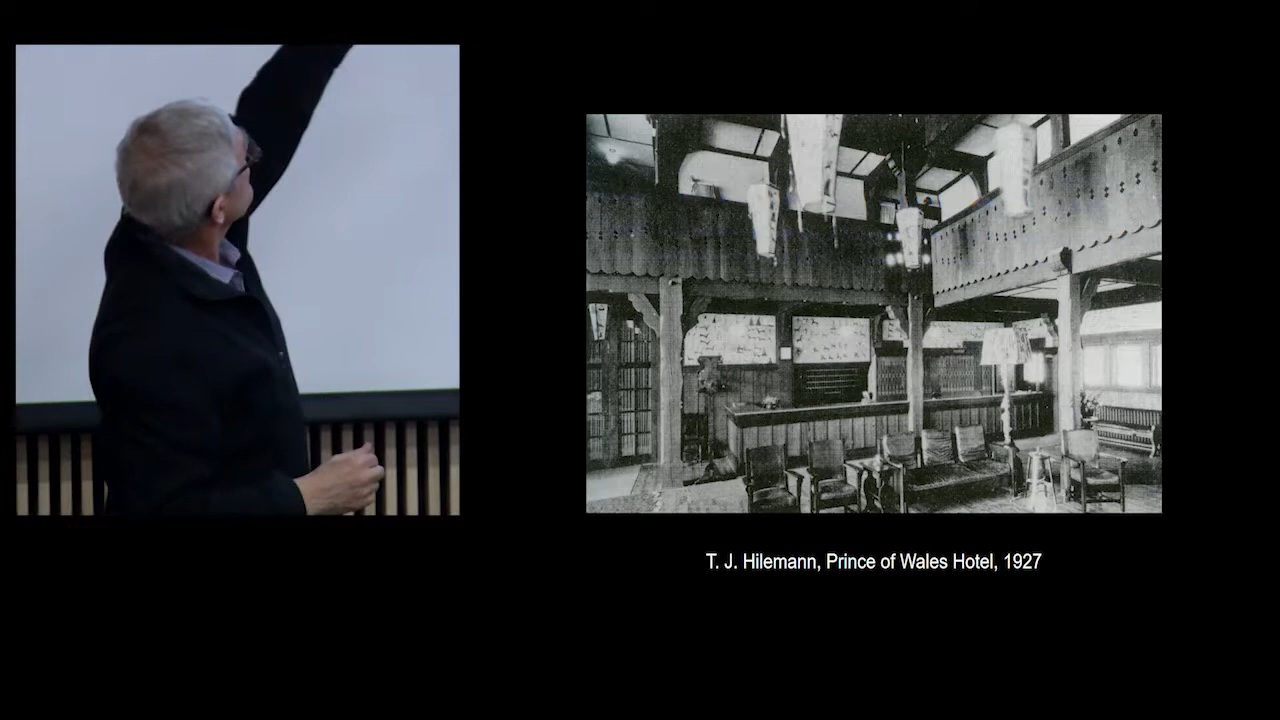 T. J. Hilemann, Prince of Wales Hotel, 1927